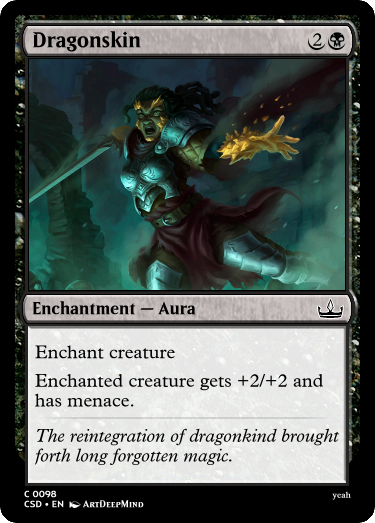 Dragonskin 2
Enchantment — Aura
Enchant creature
Enchanted creature gets +2/+2 and
has menace.
The reintegration of dragonkind brought
forth long forgotten magic.
C 0098 yeah
CSD • EN ArtDeepMind